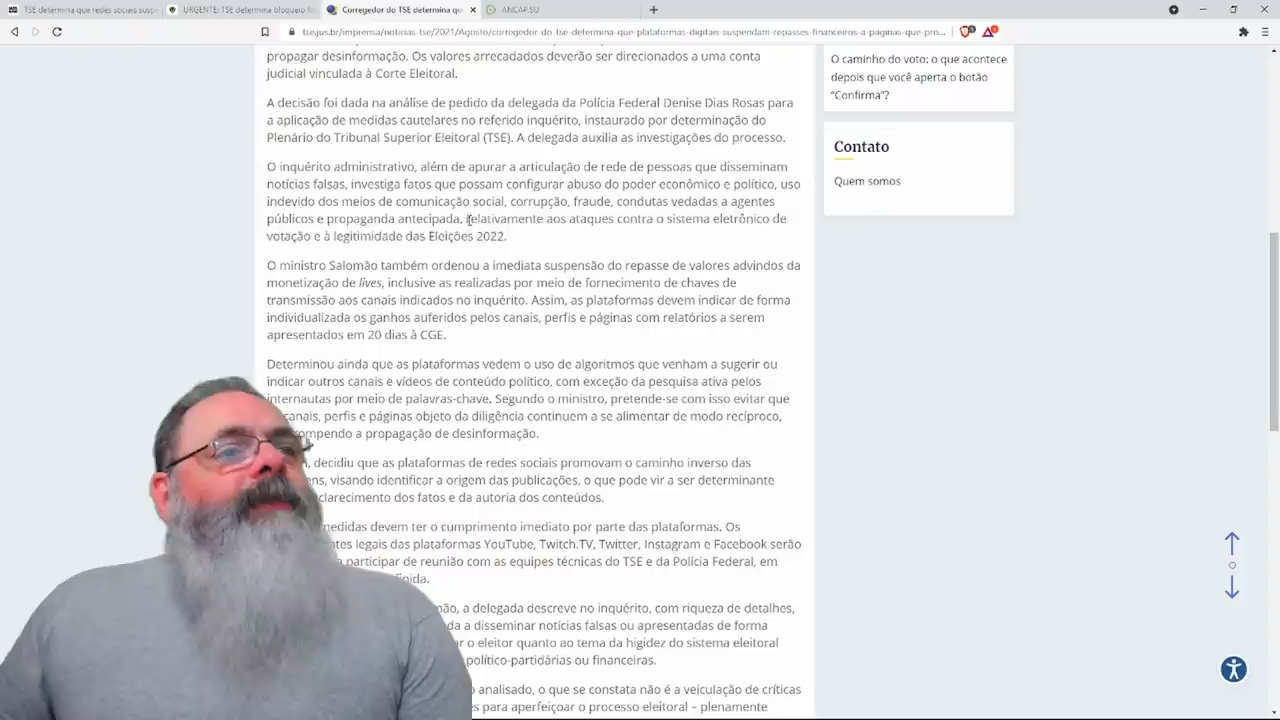 TSE determina que redes sociais susp
URGENTE: TSE determina bloqueio fi
Corregedor do TSE determina que
ANCAP.SU
tse.jus.br/imprensa/noticias-tse/2021/Agosto/corregedor-do-tse-determina-que-plataformas-digitais-suspendam-repasses-financeiros-a-paginas-que-pro...
propagar desinformação. Os valores arrecadados deverão ser direcionados a uma conta
judicial vinculada à Corte Eleitoral.
A decisão foi dada na análise de pedido da delegada da Polícia Federal Denise Dias Rosas para
a aplicação de medidas cautelares no referido inquérito, instaurado por determinação do
Plenário do Tribunal Superior Eleitoral (TSE). A delegada auxilia as investigações do processo.
O inquérito administrativo, além de apurar a articulação de rede de pessoas que disseminam
notícias falsas, investiga fatos que possam configurar abuso do poder econômico e político, uso
indevido dos meios de comunicação social, corrupção, fraude, condutas vedadas a agentes
públicos e propaganda antecipada, relativamente aos ataques contra o sistema eletrônico de
votação e à legitimidade das Eleições 2022.
O ministro Salomão também ordenou a imediata suspensão do repasse de valores advindos da
monetização de lives, inclusive as realizadas por meio de fornecimento de chaves de
transmissão aos canais indicados no inquérito. Assim, as plataformas devem indicar de forma
individualizada os ganhos auferidos pelos canais, perfis e páginas com relatórios a serem
apresentados em 20 dias à CGE.
Determinou ainda que as plataformas vedem o uso de algoritmos que venham a sugerir ou
indicar outros canais e vídeos de conteúdo político, com exceção da pesquisa ativa pelos
internautas por meio de palavras-chave. Segundo o ministro, pretende-se com isso evitar que
canais, perfis e páginas objeto da diligência continuem a se alimentar de modo recíproco,
rompendo a propagação de desinformação.
, decidiu que as plataformas de redes sociais promovam o caminho inverso das
ens, visando identificar a origem das publicações, o que pode vir a ser determinante
clarecimento dos fatos e da autoria dos conteúdos.
medidas devem ter o cumprimento imediato por parte das plataformas. Os
ntes legais das plataformas YouTube, Twitch.TV, Twitter, Instagram e Facebook serão
a participar de reunião com as equipes técnicas do TSE e da Polícia Federal, em
inida.
não, a delegada descreve no inquérito, com riqueza de detalhes,
da a disseminar notícias falsas ou apresentadas de forma
ar o eleitor quanto ao tema da higidez do sistema eleitoral
político-partidárias ou financeiras.
o analisado, o que se constata não é a veiculação de críticas
es para aperfeiçoar o processo eleitoral – plenamente
O caminho do voto: o que acontece
depois que você aperta o botão
“Confirma”?
Contato
Quem somos